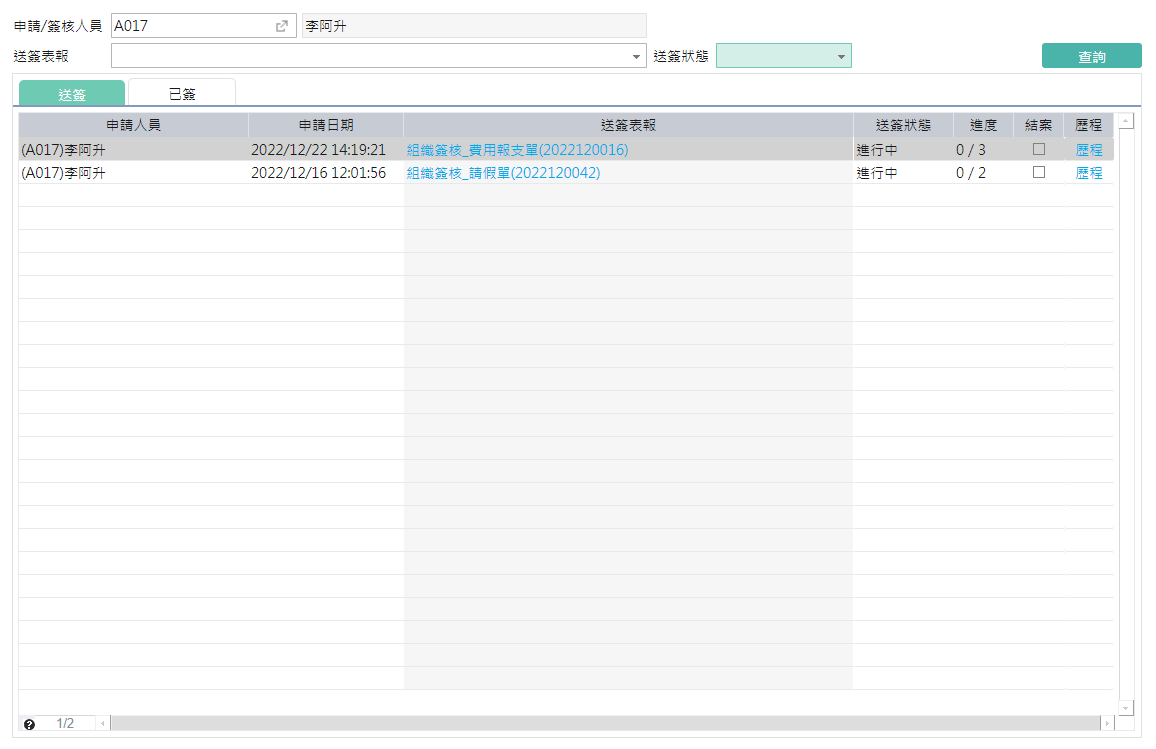 申請/簽核人員 A017 李阿升
送簽表報 送簽狀態 查詢
送簽 已簽
申請人員 申請日期 送簽表報 送簽狀態 進度 結案 歷程
(A017)李阿升 2022/12/22 14:19:21 組織簽核_費用報支單(2022120016) 進行中 0 / 3 歷程
(A017)李阿升 2022/12/16 12:01:56 組織簽核_請假單(2022120042) 進行中 0 / 2 歷程
? 1/2